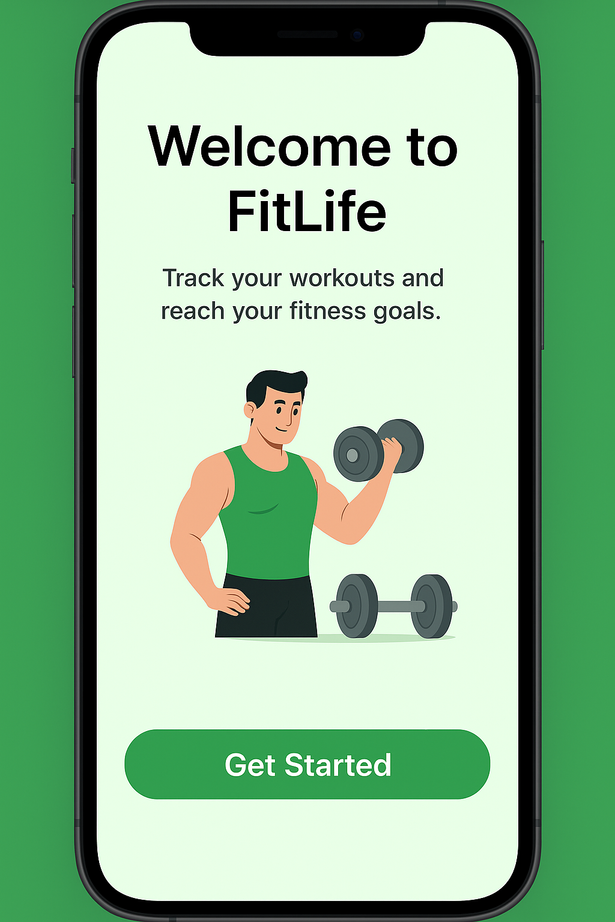 Welcome to
FitLife
Track your workouts and
reach your fitness goals.
Get Started